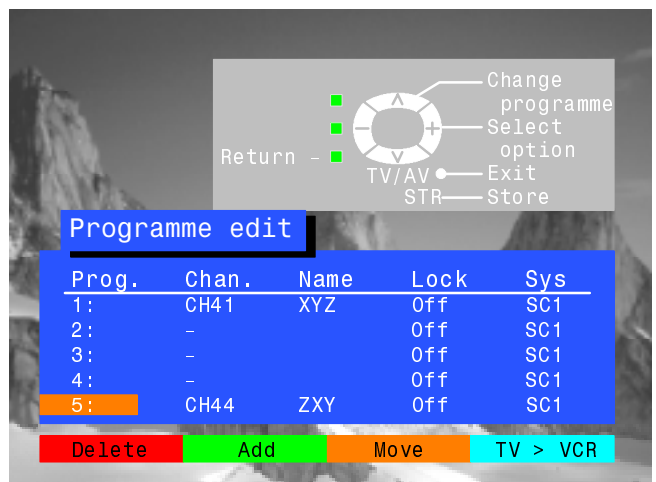 Change
programme
Select
Return – option
TV/AV Exit
STR Store
Programme edit
Prog. Chan. Name Lock Sys
1: CH41 XYZ Off SC1
2: – Off SC1
3: – Off SC1
4: – Off SC1
5: CH44 ZXY Off SC1
Delete Add Move TV > VCR